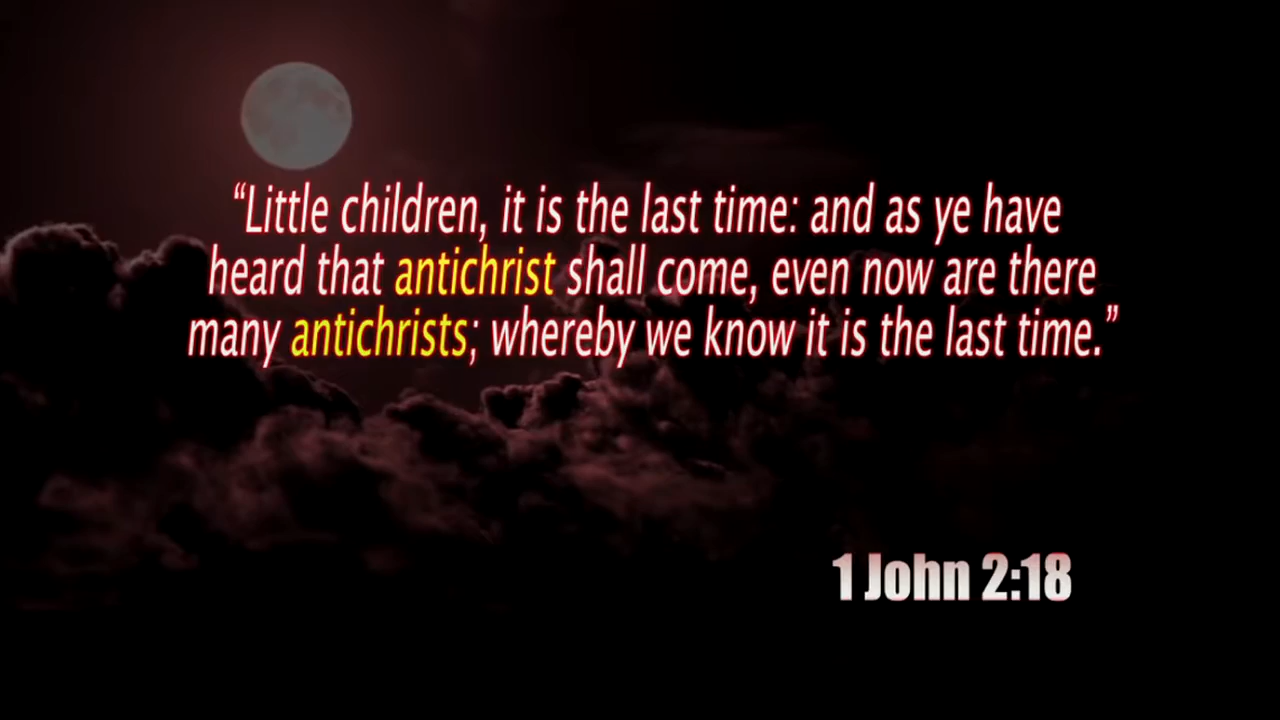 “Little children, it is the last time: and as ye have
heard that antichrist shall come, even now are there
many antichrists; whereby we know it is the last time.”
1 John 2:18